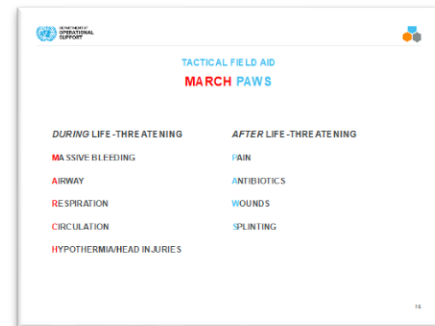 DEPARTMENT OF
OPERATIONAL
SUPPORT
TACTICAL FIELD AID
MARCH PAWS
DURING LIFE-THREATENING
MASSIVE BLEEDING
AIRWAY
RESPIRATION
CIRCULATION
HYPOTHERMIA/HEAD INJURIES
AFTER LIFE-THREATENING
PAIN
ANTIBIOTICS
WOUNDS
SPLINTING